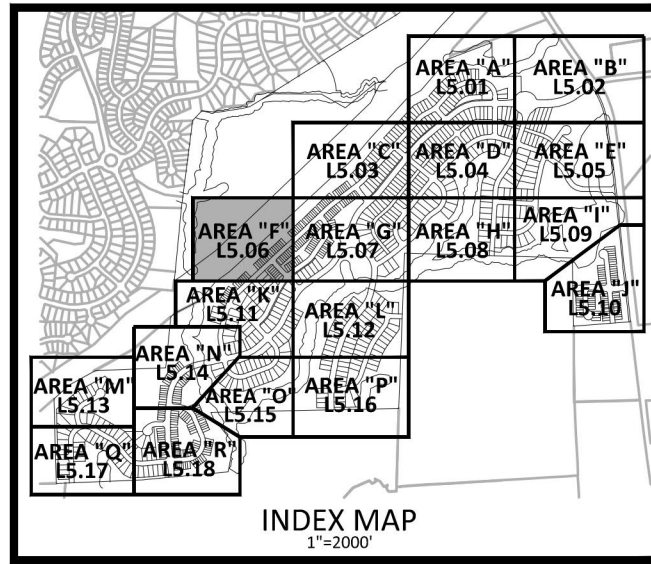 AREA "A"
L5.01
AREA "B"
L5.02
AREA "C"
L5.03
AREA "D"
L5.04
AREA "E"
L5.05
AREA "F"
L5.06
AREA "G"
L5.07
AREA "H"
L5.08
AREA "I"
L5.09
AREA "J"
L5.10
AREA "K"
L5.11
AREA "L"
L5.12
AREA "M"
L5.13
AREA "N"
L5.14
AREA "O"
L5.15
AREA "P"
L5.16
AREA "Q"
L5.17
AREA "R"
L5.18
INDEX MAP
1"=2000'